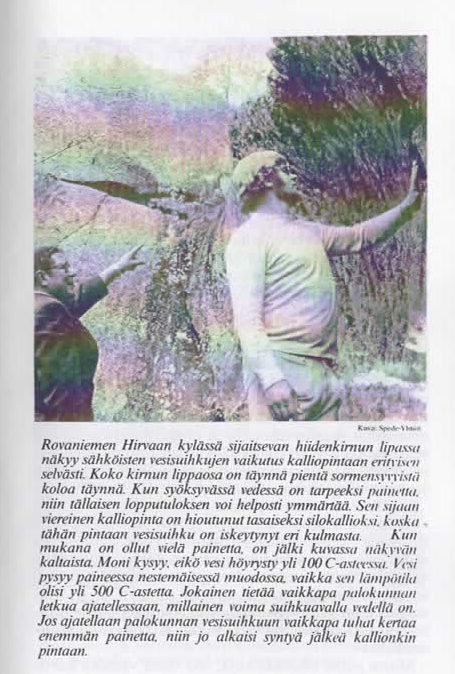 Kuva: Spede-Yhtiöt
Rovaniemen Hirvaan kylässä sijaitsevan hiidenkirnun lipassa
näkyy sähköisten vesisuihkujen vaikutus kalliopintaan erityisen
selvästi. Koko kirnun lippaosa on täynnä pientä sormensyvyistä
koloa täynnä. Kun syöksyvässä vedessä on tarpeeksi painetta,
niin tällaisen lopputuloksen voi helposti ymmärtää. Sen sijaan
viereinen kalliopinta on hioutunut tasaiseksi silokallioksi, koska
tähän pintaan vesisuihku on iskeytynyt eri kulmasta. Kun
mukana on ollut vielä painetta, on jälki kuvassa näkyvän
kaltaista. Moni kysyy, eikö vesi höyrysty yli 100 C-asteessa. Vesi
pysyy paineessa nestemäisessä muodossa, vaikka sen lämpötila
olisi yli 500 C-astetta. Jokainen tietää vaikkapa palokunnan
letkua ajatellessaan, millainen voima suihkuavalla vedellä on.
Jos ajatellaan palokunnan vesisuihkuun vaikkapa tuhat kertaa
enemmän painetta, niin jo alkaisi syntyä jälkeä kallionkin
pintaan.